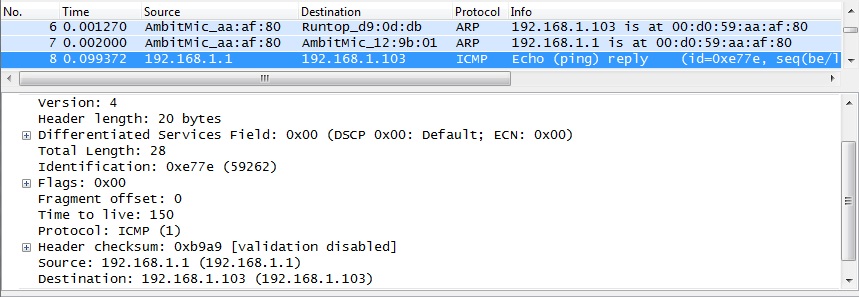 No. Time Source Destination Protocol Info
6 0.001270 AmbitMic_aa:af:80 Runtop_d9:0d:db ARP 192.168.1.103 is at 00:d0:59:aa:af:80
7 0.002000 AmbitMic_aa:af:80 AmbitMic_12:9b:01 ARP 192.168.1.1 is at 00:d0:59:aa:af:80
8 0.099372 192.168.1.1 192.168.1.103 ICMP Echo (ping) reply (id=0xe77e, seq(be/l
Version: 4
Header length: 20 bytes
Differentiated Services Field: 0x00 (DSCP 0x00: Default; ECN: 0x00)
Total Length: 28
Identification: 0xe77e (59262)
Flags: 0x00
Fragment offset: 0
Time to live: 150
Protocol: ICMP (1)
Header checksum: 0xb9a9 [validation disabled]
Source: 192.168.1.1 (192.168.1.1)
Destination: 192.168.1.103 (192.168.1.103)